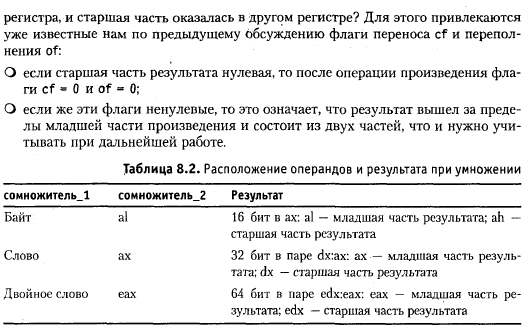 регистра, и старшая часть оказалась в другом регистре? Для этого привлекаются
уже известные нам по предыдущему обсуждению флаги переноса cf и перепол-
нения of:
если старшая часть результата нулевая, то после операции произведения фла-
ги cf = 0 и of = 0;
если же эти флаги ненулевые, то это означает, что результат вышел за преде-
лы младшей части произведения и состоит из двух частей, что и нужно учи-
тывать при дальнейшей работе.
Таблица 8.2. Расположение операндов и результата при умножении
сомножитель_1 сомножитель_2 Результат
Байт al 16 бит в ax: al — младшая часть результата; ah —
старшая часть результата
Слово ax 32 бит в паре dx:ax: ax — младшая часть резуль-
тата; dx — старшая часть результата
Двойное слово eax 64 бит в паре edx:eax: eax — младшая часть ре-
зультата; edx — старшая часть результата